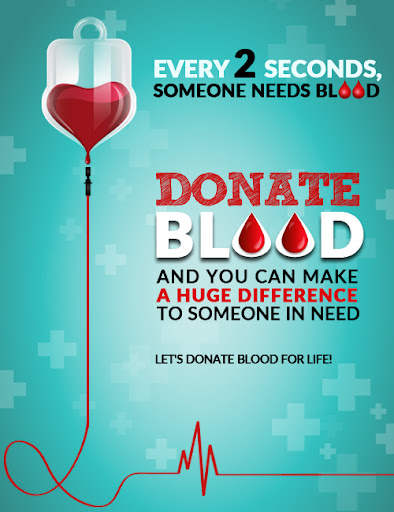 EVERY 2 SECONDS,
SOMEONE NEEDS BLOOD
DONATE
BLOOD
AND YOU CAN MAKE
A HUGE DIFFERENCE
TO SOMEONE IN NEED
LET'S DONATE BLOOD FOR LIFE!